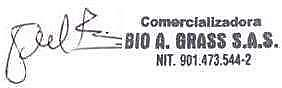 Comercializadora
BIO A. GRASS S.A.S.
NIT. 901.473.544-2